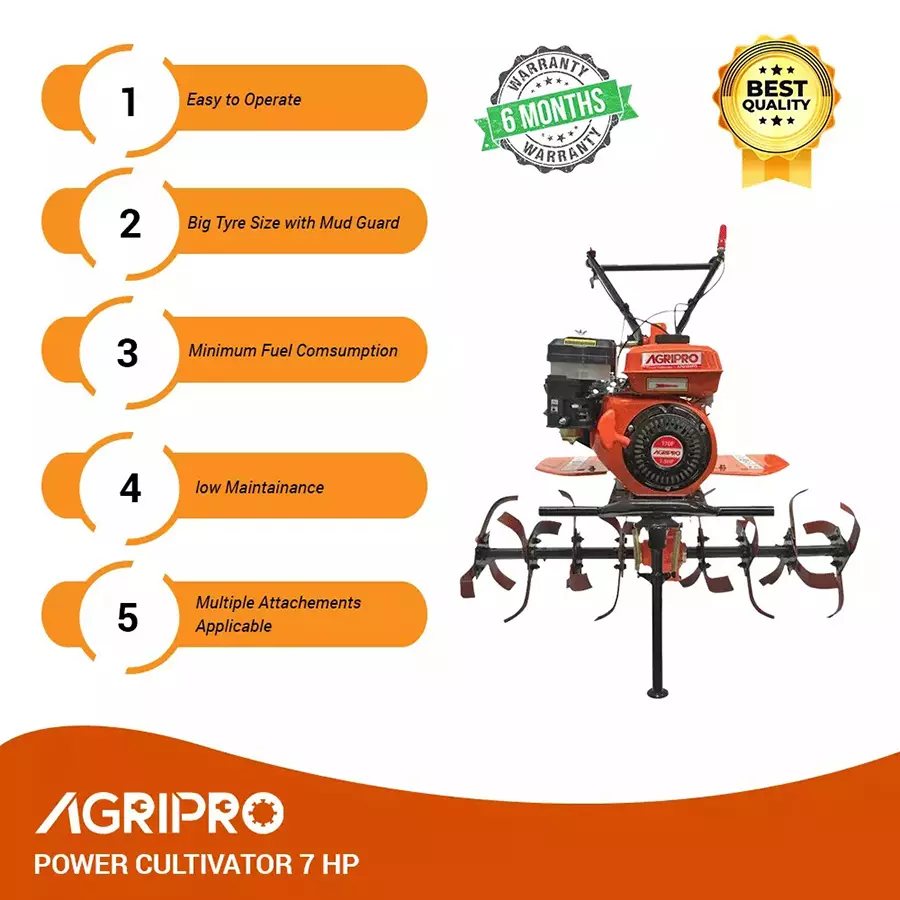 1
Easy to Operate
2
Big Tyre Size with Mud Guard
3
Minimum Fuel Comsumption
4
low Maintainance
5
Multiple Attachements
Applicable
WARRANTY
6 MONTHS
WARRANTY
BEST
QUALITY
AGRIPRO
170F
AGRIPRO
AGRIPRO
POWER CULTIVATOR 7 HP